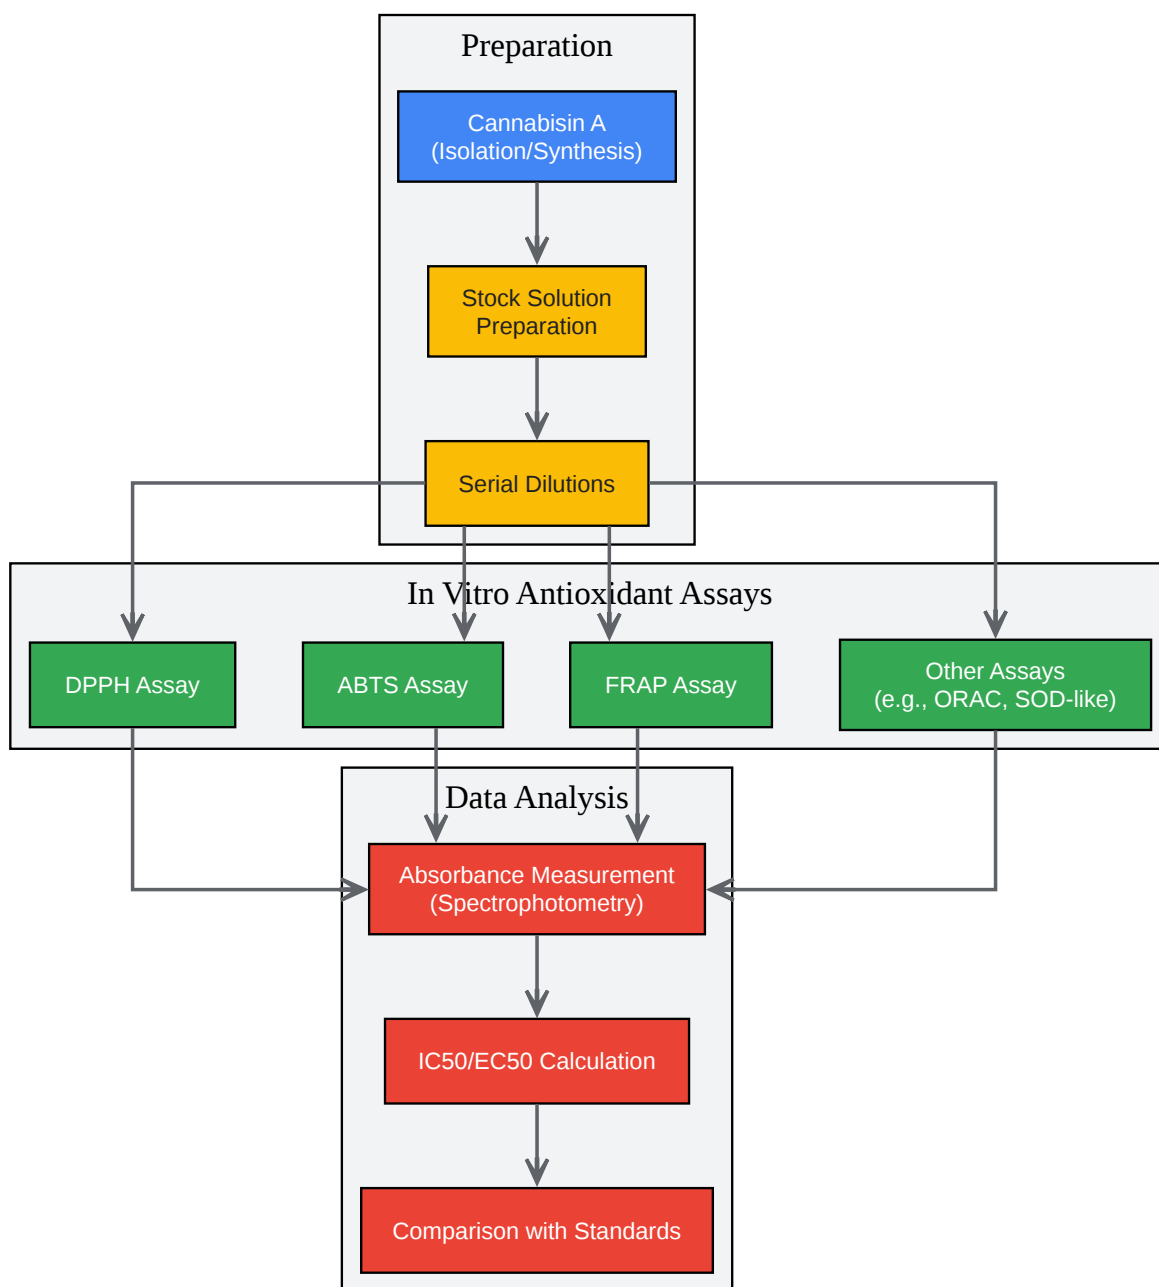 Preparation
Cannabisin A
(Isolation/Synthesis)
Stock Solution
Preparation
Serial Dilutions
In Vitro Antioxidant Assays
DPPH Assay
ABTS Assay
FRAP Assay
Other Assays
(e.g., ORAC, SOD-like)
Data Analysis
Absorbance Measurement
(Spectrophotometry)
IC50/EC50 Calculation
Comparison with Standards